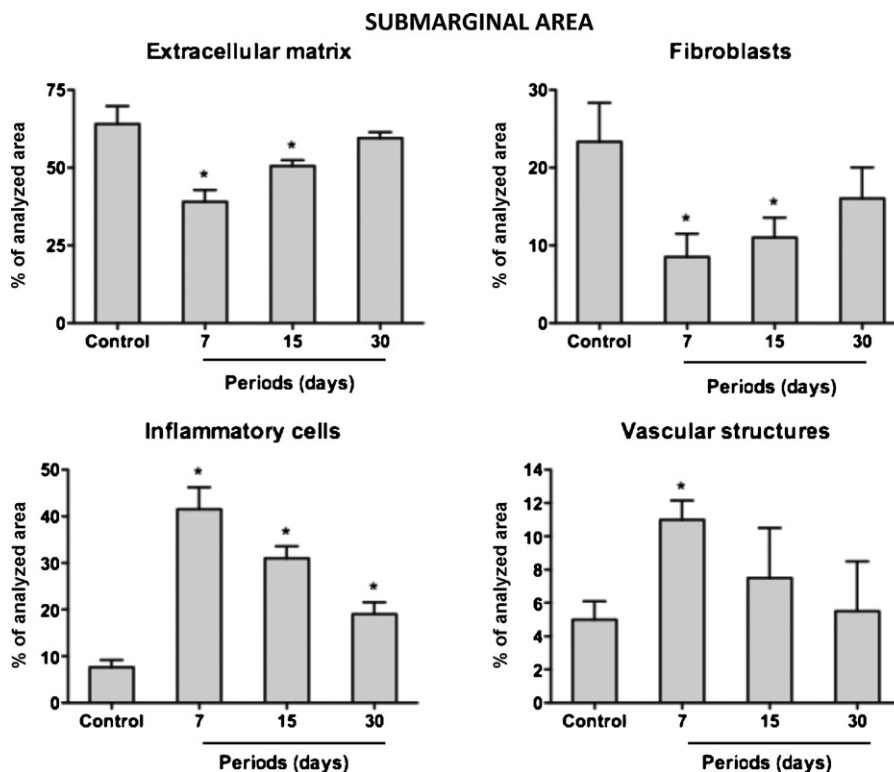 SUBMARGINAL AREA
Extracellular matrix
% of analyzed area
75
50
25
0
*
*
Control 7 15 30
Periods (days)
Fibroblasts
% of analyzed area
30
20
10
0
*
*
Control 7 15 30
Periods (days)
Inflammatory cells
% of analyzed area
50
40
30
20
10
0
*
*
*
Control 7 15 30
Periods (days)
Vascular structures
% of analyzed area
14
12
10
8
6
4
2
0
*
Control 7 15 30
Periods (days)